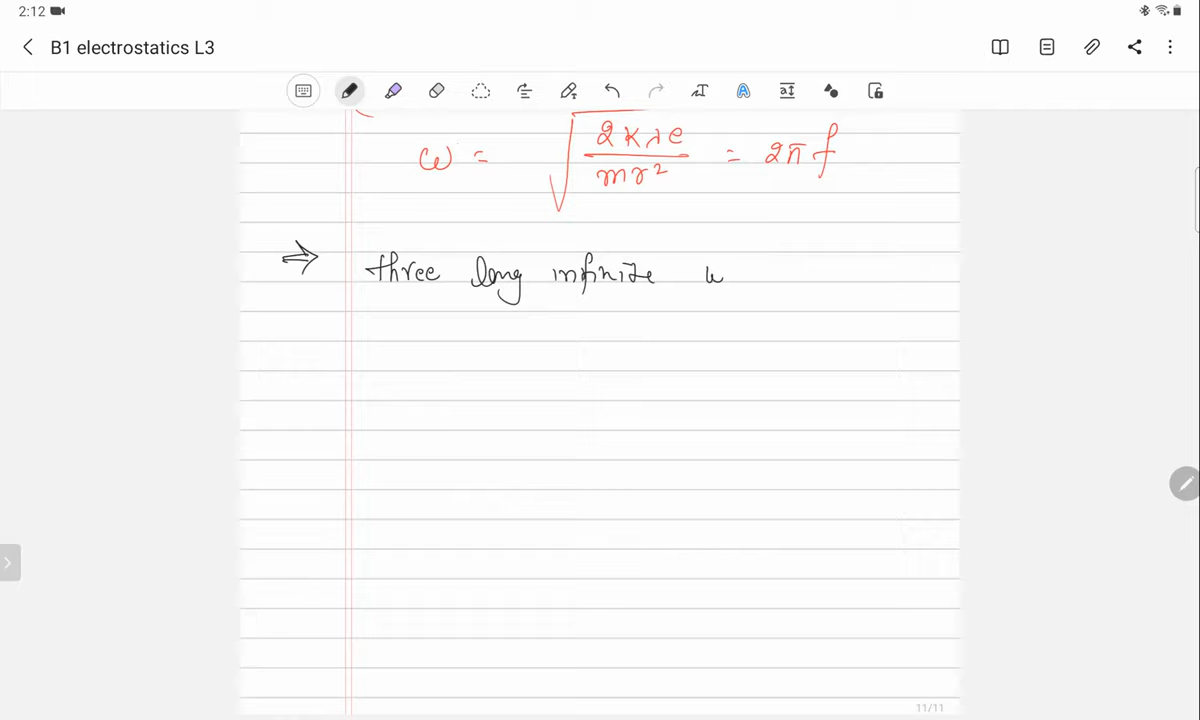 2:12
B1 electrostatics L3
ω = √(2Kλe / mr²) = 2πf
⇒ three long infinite w
11/11